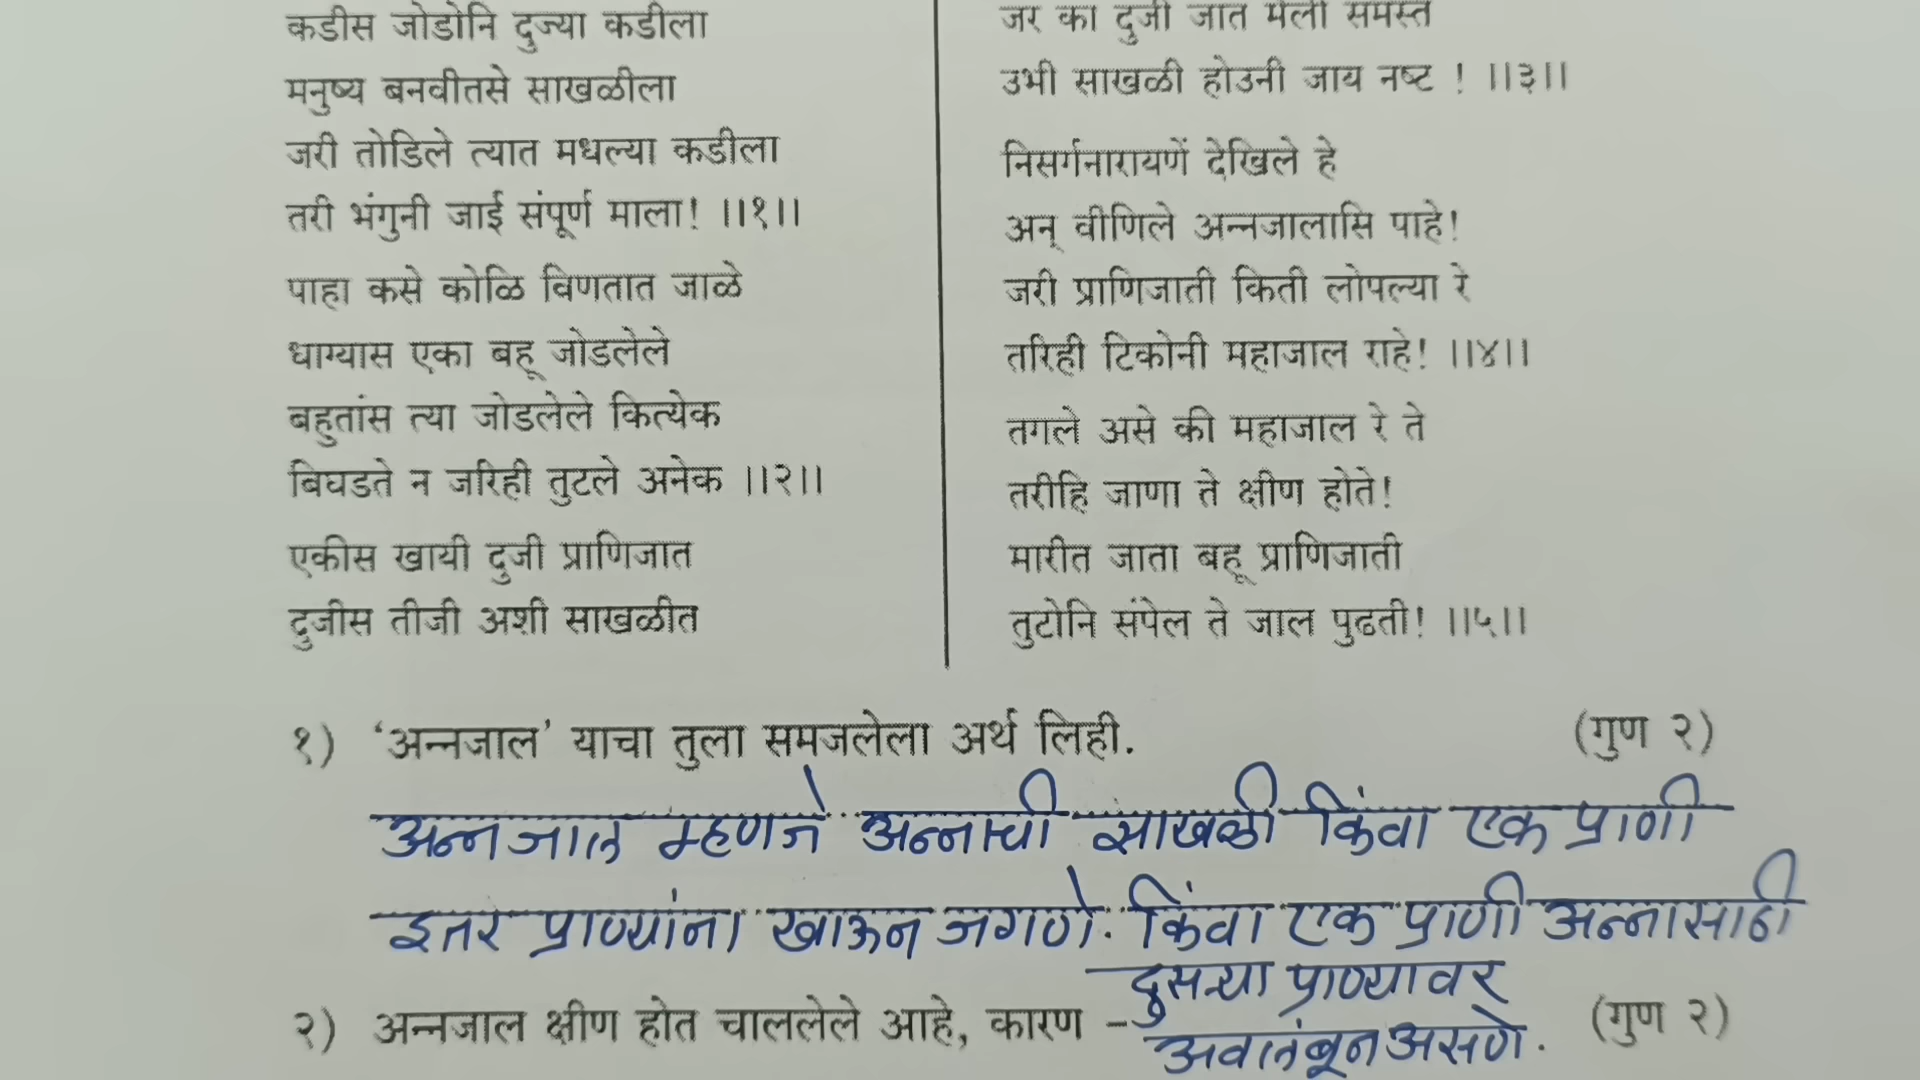 कडीस जोडोनि दुज्या कडीला
मनुष्य बनवीतसे साखळीला
जरी तोडिले त्यात मधल्या कडीला
तरी भंगुनी जाई संपूर्ण माला! ।।१।।
पाहा कसे कोळि विणतात जाळे
धाग्यास एका बहू जोडलेले
बहुतांस त्या जोडलेले कित्येक
बिघडते न जरिही तुटले अनेक ।।२।।
एकीस खायी दुजी प्राणिजात
दुजीस तीजी अशी साखळीत
जर का दुजी जात मेली समस्त
उभी साखळी होउनी जाय नष्ट ! ।।३।।
निसर्गनारायणें देखिले हे
अन् वीणिले अन्नजालासि पाहे!
जरी प्राणिजाती किती लोपल्या रे
तरिही टिकोनी महाजाल राहे! ।।४।।
तगले असे की महाजाल रे ते
तरीहि जाणा ते क्षीण होते!
मारीत जाता बहू प्राणिजाती
तुटोनि संपेल ते जाल पुढती! ।।५।।
१) ‘अन्नजाल’ याचा तुला समजलेला अर्थ लिही. (गुण २)
अन्नजाल म्हणजे अन्नाची साखळी किंवा एक प्राणी
इतर प्राण्यांना खाऊन जगणे. किंवा एक प्राणी अन्नासाठी
दुसऱ्या प्राण्यावर
अवलंबून असणे.
२) अन्नजाल क्षीण होत चाललेले आहे, कारण – (गुण २)